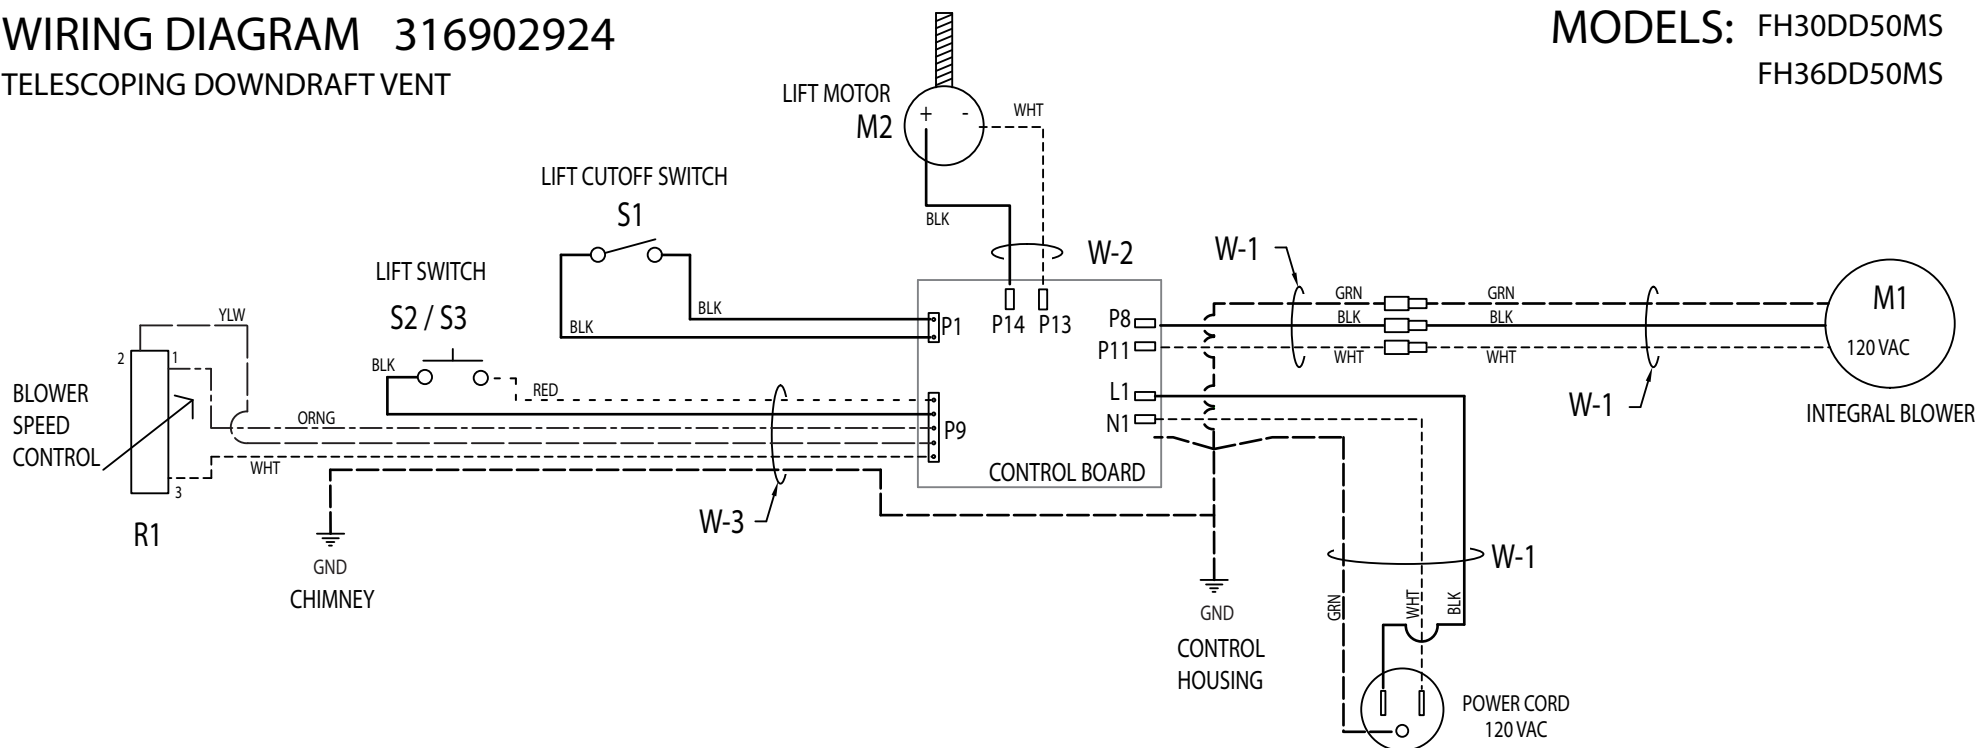 WIRING DIAGRAM 316902924
TELESCOPING DOWNDRAFT VENT
MODELS: FH30DD50MS
FH36DD50MS
LIFT MOTOR
M2
+ -
WHT
BLK
LIFT CUTOFF SWITCH
S1
BLK
BLK
LIFT SWITCH
S2 / S3
BLK
RED
YLW
2
1
3
BLOWER
SPEED
CONTROL
ORNG
WHT
R1
GND
CHIMNEY
W-3
W-2
P14 P13
P1
P9
P8
P11
L1
N1
CONTROL BOARD
W-1
GRN
BLK
WHT
GRN
BLK
WHT
W-1
M1
120 VAC
INTEGRAL BLOWER
GND
CONTROL
HOUSING
W-1
GRN
WHT
BLK
POWER CORD
120 VAC